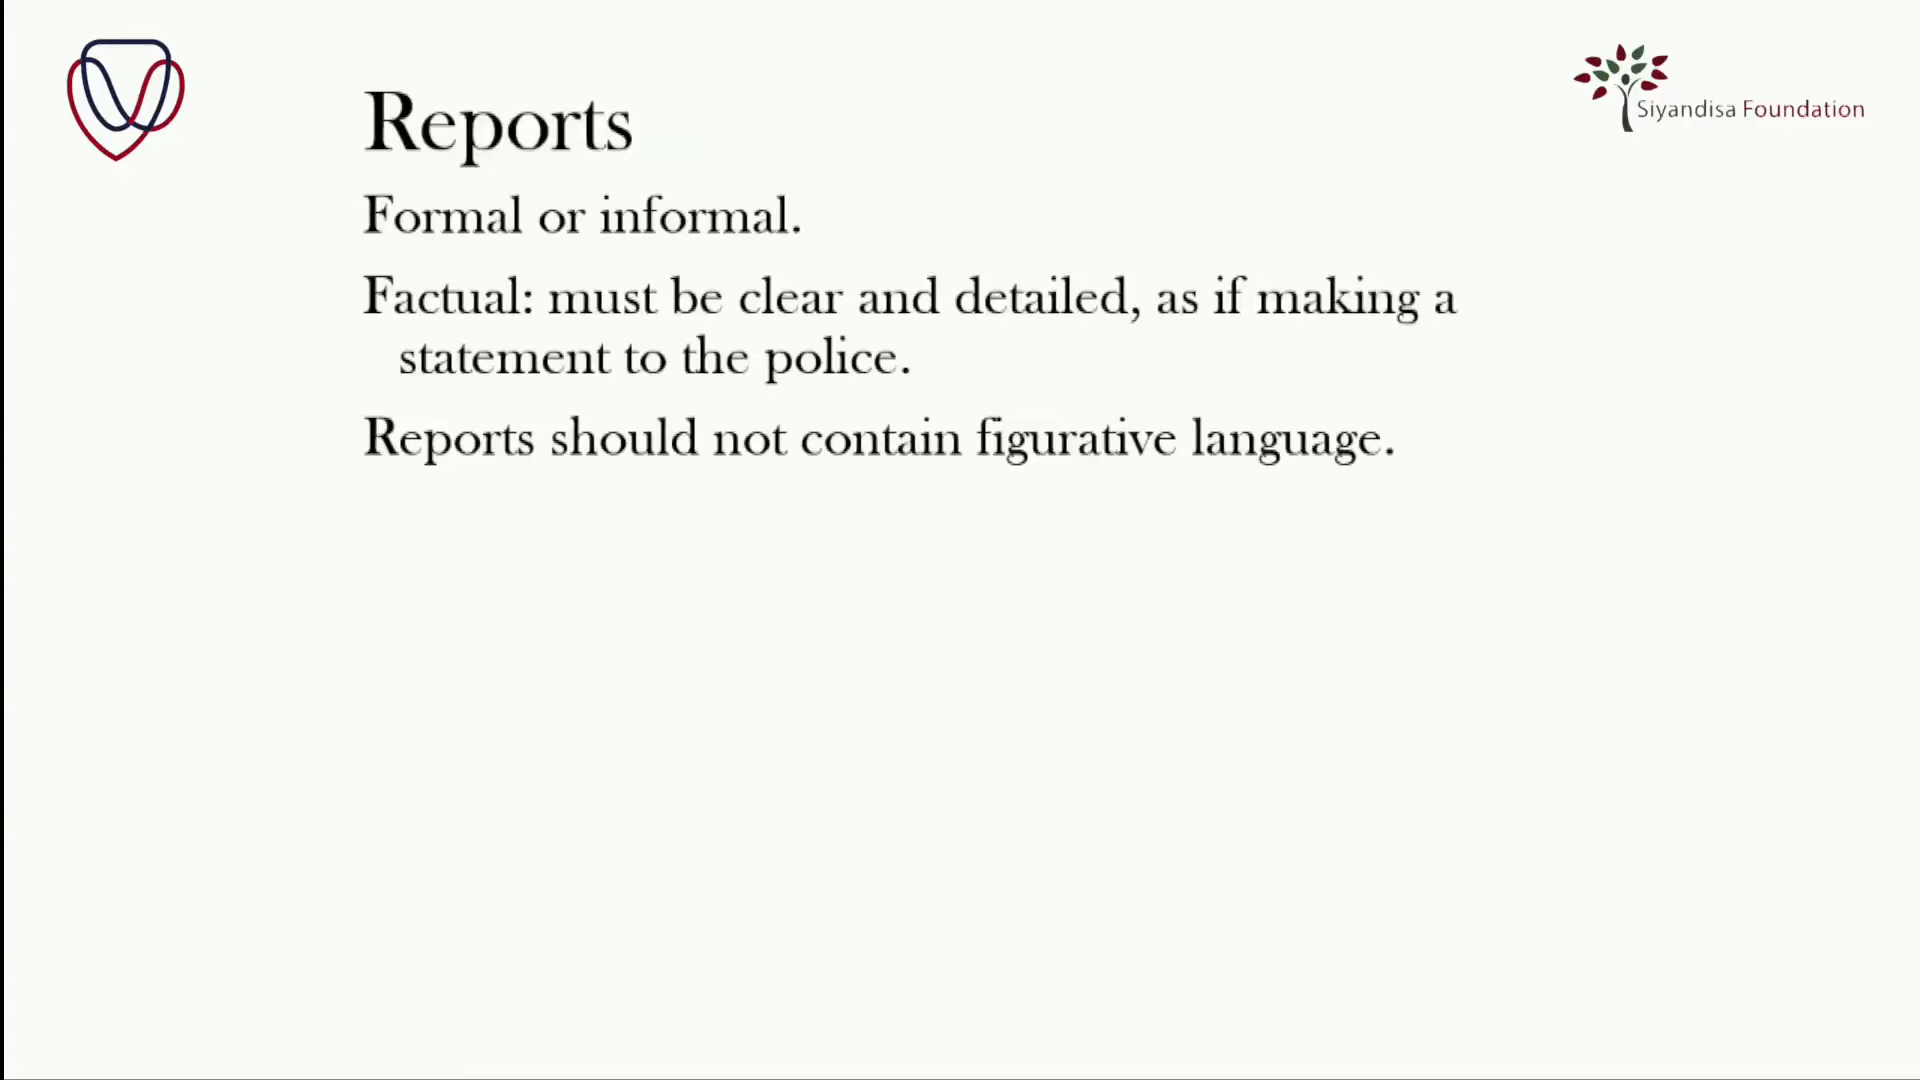 Siyandisa Foundation
Reports
Formal or informal.
Factual: must be clear and detailed, as if making a
statement to the police.
Reports should not contain figurative language.